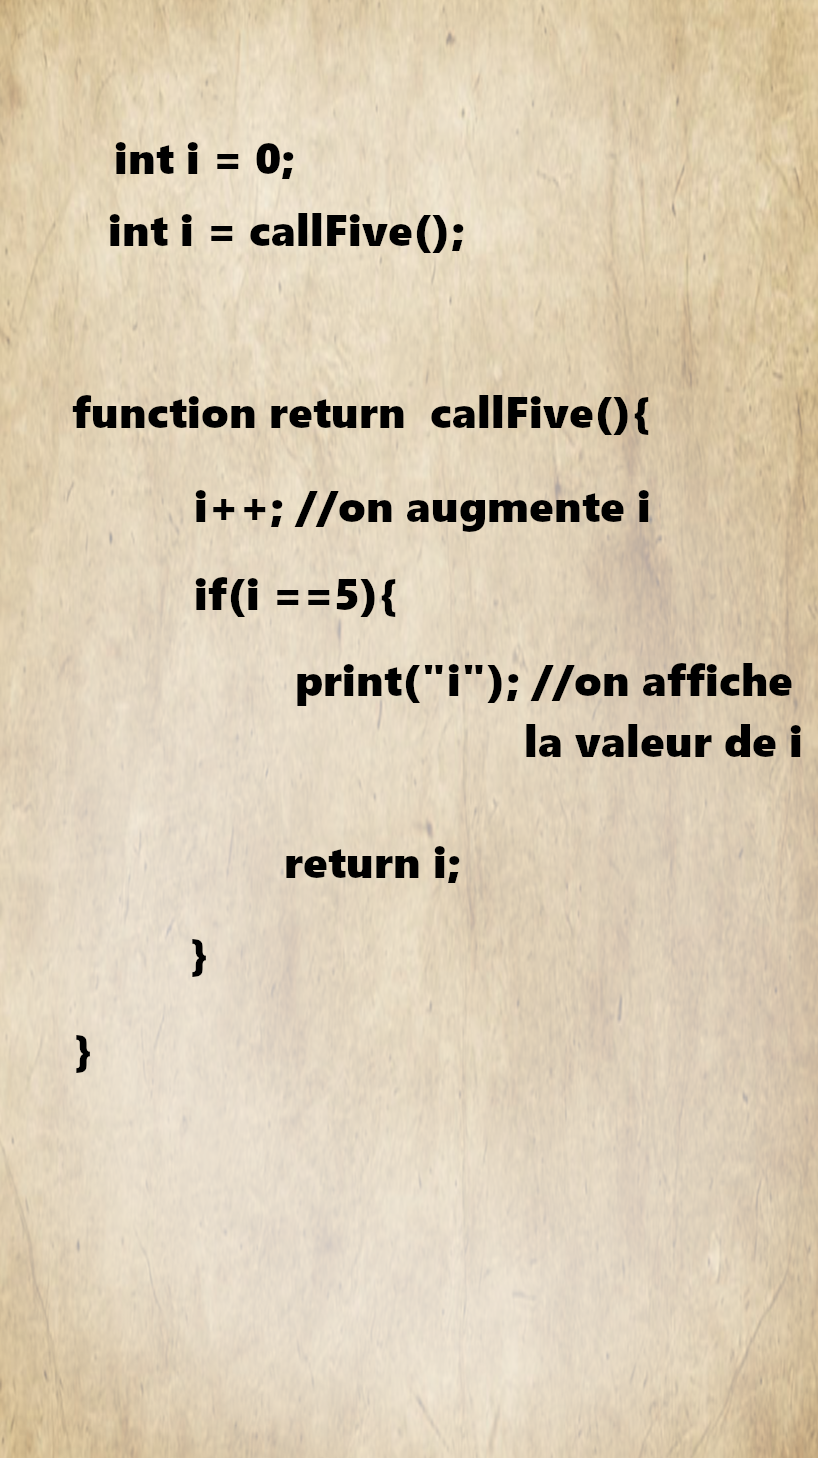 int i = 0;
int i = callFive();
function return callFive(){
i++; //on augmente i
if(i ==5){
print("i"); //on affiche
la valeur de i
return i;
}
}